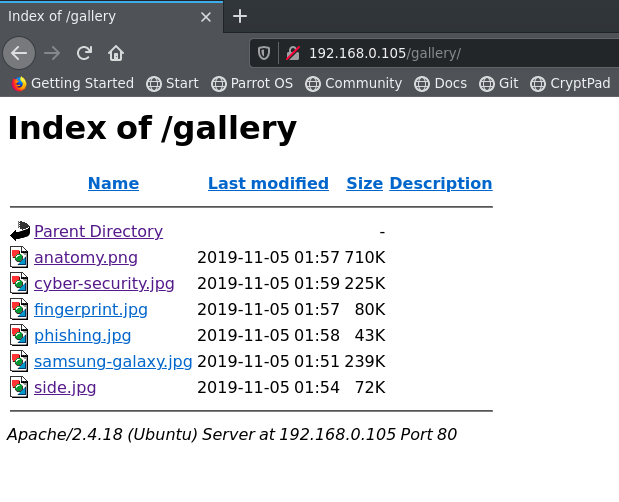 Index of /gallery
192.168.0.105/gallery/
Getting Started Start Parrot OS Community Docs Git CryptPad
Index of /gallery
Name Last modified Size Description
Parent Directory -
anatomy.png 2019-11-05 01:57 710K
cyber-security.jpg 2019-11-05 01:59 225K
fingerprint.jpg 2019-11-05 01:57 80K
phishing.jpg 2019-11-05 01:58 43K
samsung-galaxy.jpg 2019-11-05 01:51 239K
side.jpg 2019-11-05 01:54 72K
Apache/2.4.18 (Ubuntu) Server at 192.168.0.105 Port 80